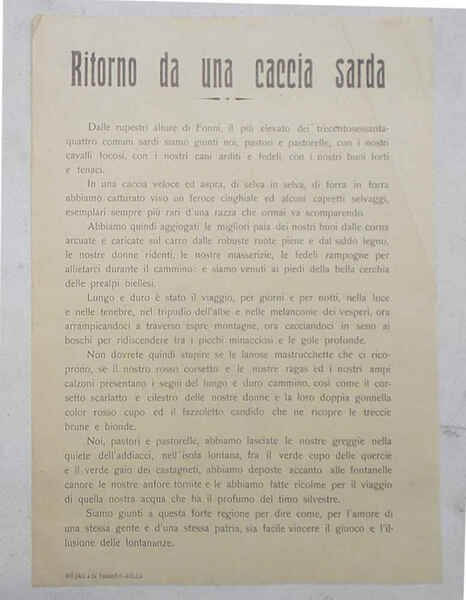 Ritorno da una caccia sarda
Dalle rupestri alture di Fonni, il più elevato dei trecentosessanta-
quattro comuni sardi siamo giunti noi, pastori e pastorelle, con i nostri
cavalli focosi, con i nostri cani arditi e fedeli, con i nostri buoi forti
e tenaci.
In una caccia veloce ed aspra, di selva in selva, di forra in forra
abbiamo catturato vivo un feroce cinghiale ed alcuni capretti selvaggi,
esemplari sempre più rari d'una razza che ormai va scomparendo.
Abbiamo quindi aggiogati le migliori paia dei nostri buoi dalle corna
arcuate e caricate sul carro dalle robuste ruote piene e dal saldo legno,
le nostre donne ridenti, le nostre masserizie, le fedeli rampogne per
allietarci durante il cammino: e siamo venuti ai piedi della bella cerchia
delle prealpi biellesi.
Lungo e duro è stato il viaggio, per giorni e per notti, nella luce
e nelle tenebre, nel tripudio dell'albe e nelle melanconie dei vesperi, ora
arrampicandoci a traverso aspre montagne, ora cacciandoci in seno ai
boschi per ridiscendere fra i picchi minacciosi e le gole profonde.
Non dovrete quindi stupire se le lanose mastrucchette che ci rico-
prono, se il nostro rosso corsetto e le nostre ragas ed i nostri ampi
calzoni presentano i segni del lungo e duro cammino, così come il cor-
setto scarlatto e cilestro delle nostre donne e la loro doppia gonnella
color rosso cupo ed il fazzoletto candido che ne ricopre le treccie
brune e bionde.
Noi, pastori e pastorelle, abbiamo lasciate le nostre greggie nella
quiete dell'addiacci, nell'isola lontana, fra il verde cupo delle quercie
e il verde gaio dei castagneti, abbiamo deposte accanto alle fontanelle
canore le nostre anfore tornite e le abbiamo fatte ricolme per il viaggio
di quella nostra acqua che ha il profumo del timo silvestre.
Siamo giunti a questa forte regione per dire come, per l'amore di
una stessa gente e d'una stessa patria, sia facile vincere il giuoco e l'il-
lusione delle lontananze.